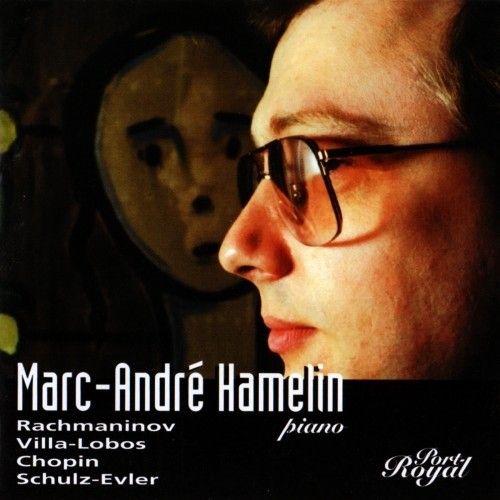 Marc-André Hamelin
piano
Rachmaninov
Villa-Lobos
Chopin
Schulz-Evler
Port-
Royal